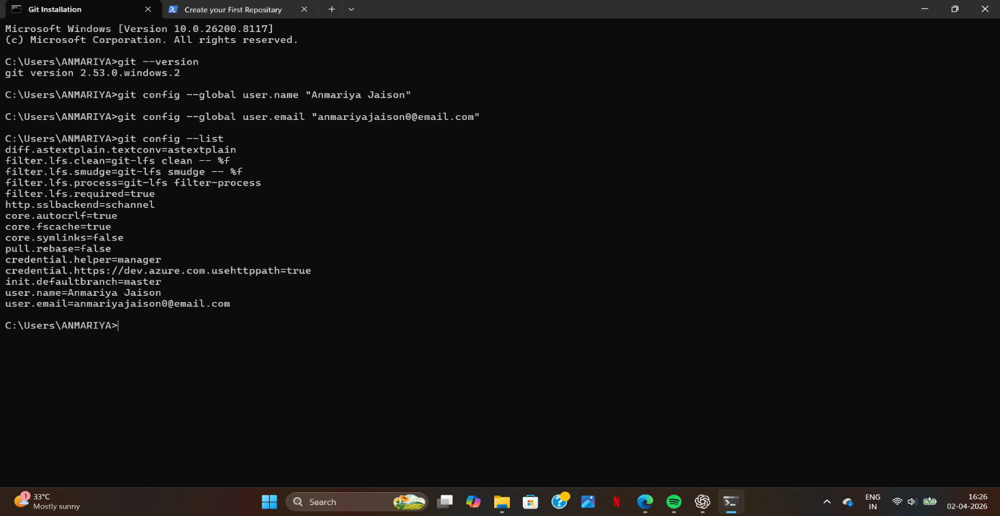 Git Installation
Create your First Repositary
Microsoft Windows [Version 10.0.26200.8117]
(c) Microsoft Corporation. All rights reserved.
C:\Users\ANMARIYA>git --version
git version 2.53.0.windows.2
C:\Users\ANMARIYA>git config --global user.name "Anmariya Jaison"
C:\Users\ANMARIYA>git config --global user.email "anmariyajaison0@email.com"
C:\Users\ANMARIYA>git config --list
diff.astextplain.textconv=astextplain
filter.lfs.clean=git-lfs clean -- %f
filter.lfs.smudge=git-lfs smudge -- %f
filter.lfs.process=git-lfs filter-process
filter.lfs.required=true
http.sslbackend=schannel
core.autocrlf=true
core.fscache=true
core.symlinks=false
pull.rebase=false
credential.helper=manager
credential.https://dev.azure.com.usehttppath=true
init.defaultbranch=master
user.name=Anmariya Jaison
user.email=anmariyajaison0@email.com
C:\Users\ANMARIYA>
1
33°C
Mostly sunny
Search
N
ENG
IN
16:26
02-04-2026